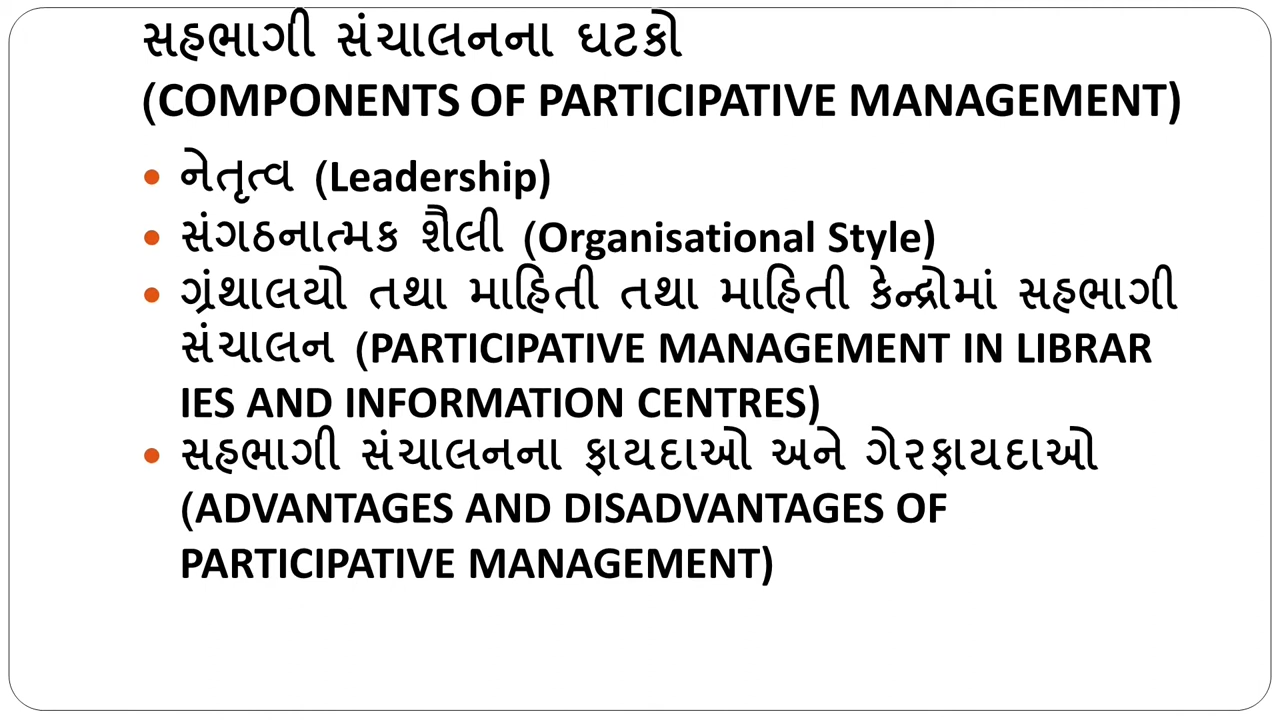 સહભાગી સંચાલનના ઘટકો
(COMPONENTS OF PARTICIPATIVE MANAGEMENT)
• નેતૃત્વ (Leadership)
• સંગઠનાત્મક શૈલી (Organisational Style)
• ગ્રંથાલયો તથા માહિતી તથા માહિતી કેન્દ્રોમાં સહભાગી
સંચાલન (PARTICIPATIVE MANAGEMENT IN LIBRAR
IES AND INFORMATION CENTRES)
• સહભાગી સંચાલનના ફાયદાઓ અને ગેરફાયદાઓ
(ADVANTAGES AND DISADVANTAGES OF
PARTICIPATIVE MANAGEMENT)